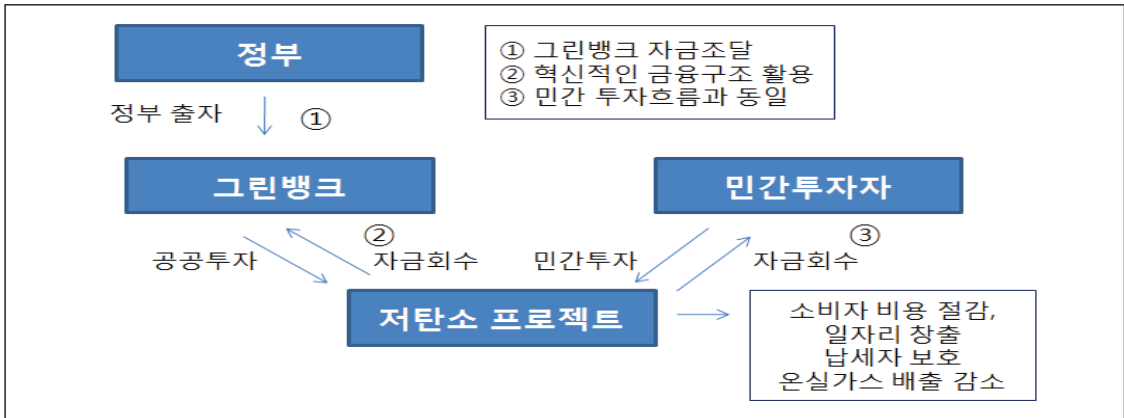 정부
① 그린뱅크 자금조달
② 혁신적인 금융구조 활용
③ 민간 투자흐름과 동일
정부 출자
①
그린뱅크
민간투자자
②
③
공공투자
자금회수
민간투자
자금회수
저탄소 프로젝트
소비자 비용 절감,
일자리 창출
납세자 보호
온실가스 배출 감소